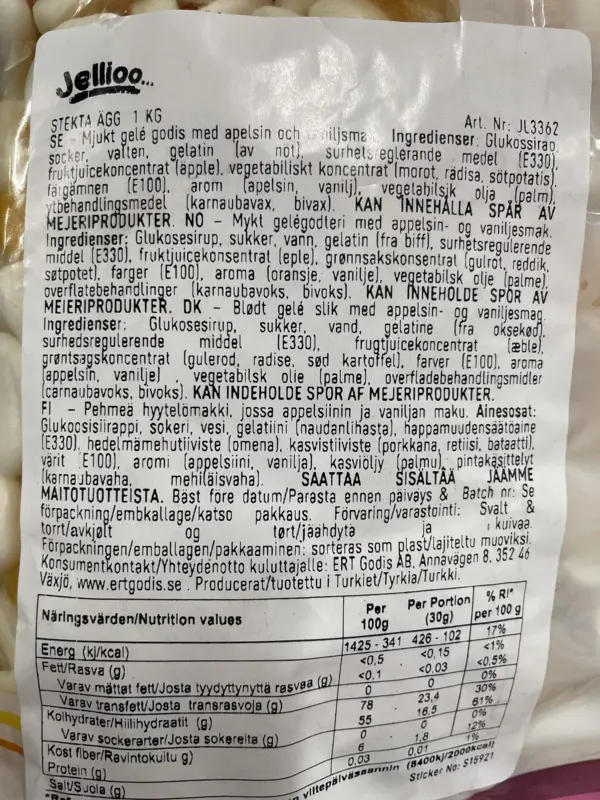 Jellioo...
STEKTA ÄGG 1 KG
Art. Nr: JL3362
SE - Mjukt gelé godis med apelsin och Ingredienser: Glukossirap,
socker, vatten, gelatin (av nöt), surhetsreglerande medel (E330),
fruktjuicekoncentrat (äpple), vegetabiliskt koncentrat (morot, rädisa, sötpotatis),
färgämnen (E100), arom (apelsin, vanilj), vegetabilsjk olja (palm),
ytbehandlingsmedel (karnaubavax, bivax). KAN INNEHÅLLA SPÅR AV
MEJERIPRODUKTER. NO - Mykt gelégodteri med appelsin- og vaniljesmak.
Ingredienser: Glukosesirup, sukker, vann, gelatin (fra biff), surhetsregulerende
middel (E330), fruktjuicekonsentrat (eple), grønnsakskonsentrat (gulrot, reddik,
søtpotet), farger (E100), aroma (oransje, vanilje), vegetabilsk olje (palme),
overflatebehandlinger (karnaubavoks, bivoks). KAN INNEHOLDE SPOR AV
MEIERIPRODUKTER. DK - Blødt gelé slik med appelsin- og vaniljesmag.
Ingredienser: Glukosesirup, sukker, vand, gelatine (fra oksekød),
surhedsregulerende middel (E330), frugtjuicekoncentrat (æble),
grøntsagskoncentrat (gulerod, radise, sød kartoffel), farver (E100), aroma
(appelsin, vanilje) , vegetabilsk olie (palme), overfladebehandlingsmidler
(carnaubavoks, bivoks). KAN INDEHOLDE SPOR AF MEJERIPRODUKTER.
FI - Pehmeä hyytelömakki, jossa appelsiinin ja vaniljan maku. Ainesosat:
Glukoosisiirappi, sokeri, vesi, gelatiini (naudanlihasta), happamuudensäätöaine
(E330), hedelmämehutiiviste (omena), kasvistiiviste (porkkana, retiisi, bataatti),
värit (E100), aromi (appelsiini, vanilja), kasviöljy (palmu), pintakäsittelyt
(karnaubavaha, mehiläisvaha). SAATTAA SISÄLTÄÄ JÄÄMME
MAITOTUOTTEISTA. Bäst före datum/Parasta ennen päiväys & Batch nr: Se
förpackning/embkallage/katso pakkaus. Förvaring/varastointi: Svalt &
torrt/avkjølt og tørt/jäähdytä ja kuivaa.
Förpackningen/emballagen/pakkaaminen: sorteras som plast/lajiteltu muoviksi.
Konsumentkontakt/Yhteydenotto kuluttajalle: ERT Godis AB, Annavägen 8, 352 46
Växjö, www.ertgodis.se . Producerat/tuotettu i Turkiet/Tyrkia/Turkki.
Näringsvärden/Nutrition values Per 100g Per Portion (30g) % RI* per 100 g
Energ (kj/kcal) 1425 - 341 426 - 102 17%
Fett/Rasva (g) <0,5 <0,15 <1%
Varav mättat fett/Josta tyydyttynyttä rasvaa (g) <0,1 <0,03 <0,5%
Varav transfett/Josta transrasvoja (g) 0 0 0%
Kolhydrater/Hiilihydraatit (g) 78 23,4 30%
Varav sockerarter/Josta sokereita (g) 55 16,5 61%
Kost fiber/Ravintokuitu g) 0 0 0%
Protein (g) 6 1,8 12%
Salt/Suola (g) 0,03 0,01 1%
(8400kj/2000kcal)
Sticker No: S15921